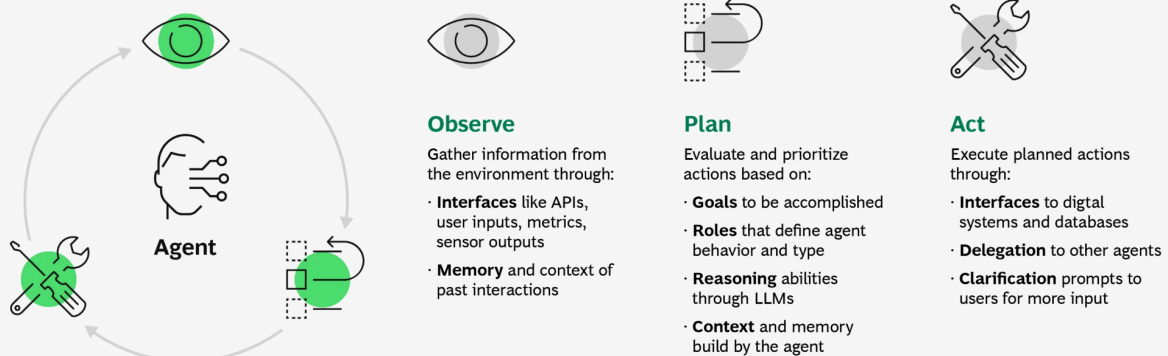 Agent
Observe
Gather information from
the environment through:
· Interfaces like APIs,
user inputs, metrics,
sensor outputs
· Memory and context of
past interactions
Plan
Evaluate and prioritize
actions based on:
· Goals to be accomplished
· Roles that define agent
behavior and type
· Reasoning abilities
through LLMs
· Context and memory
build by the agent
Act
Execute planned actions
through:
· Interfaces to digtal
systems and databases
· Delegation to other agents
· Clarification prompts to
users for more input